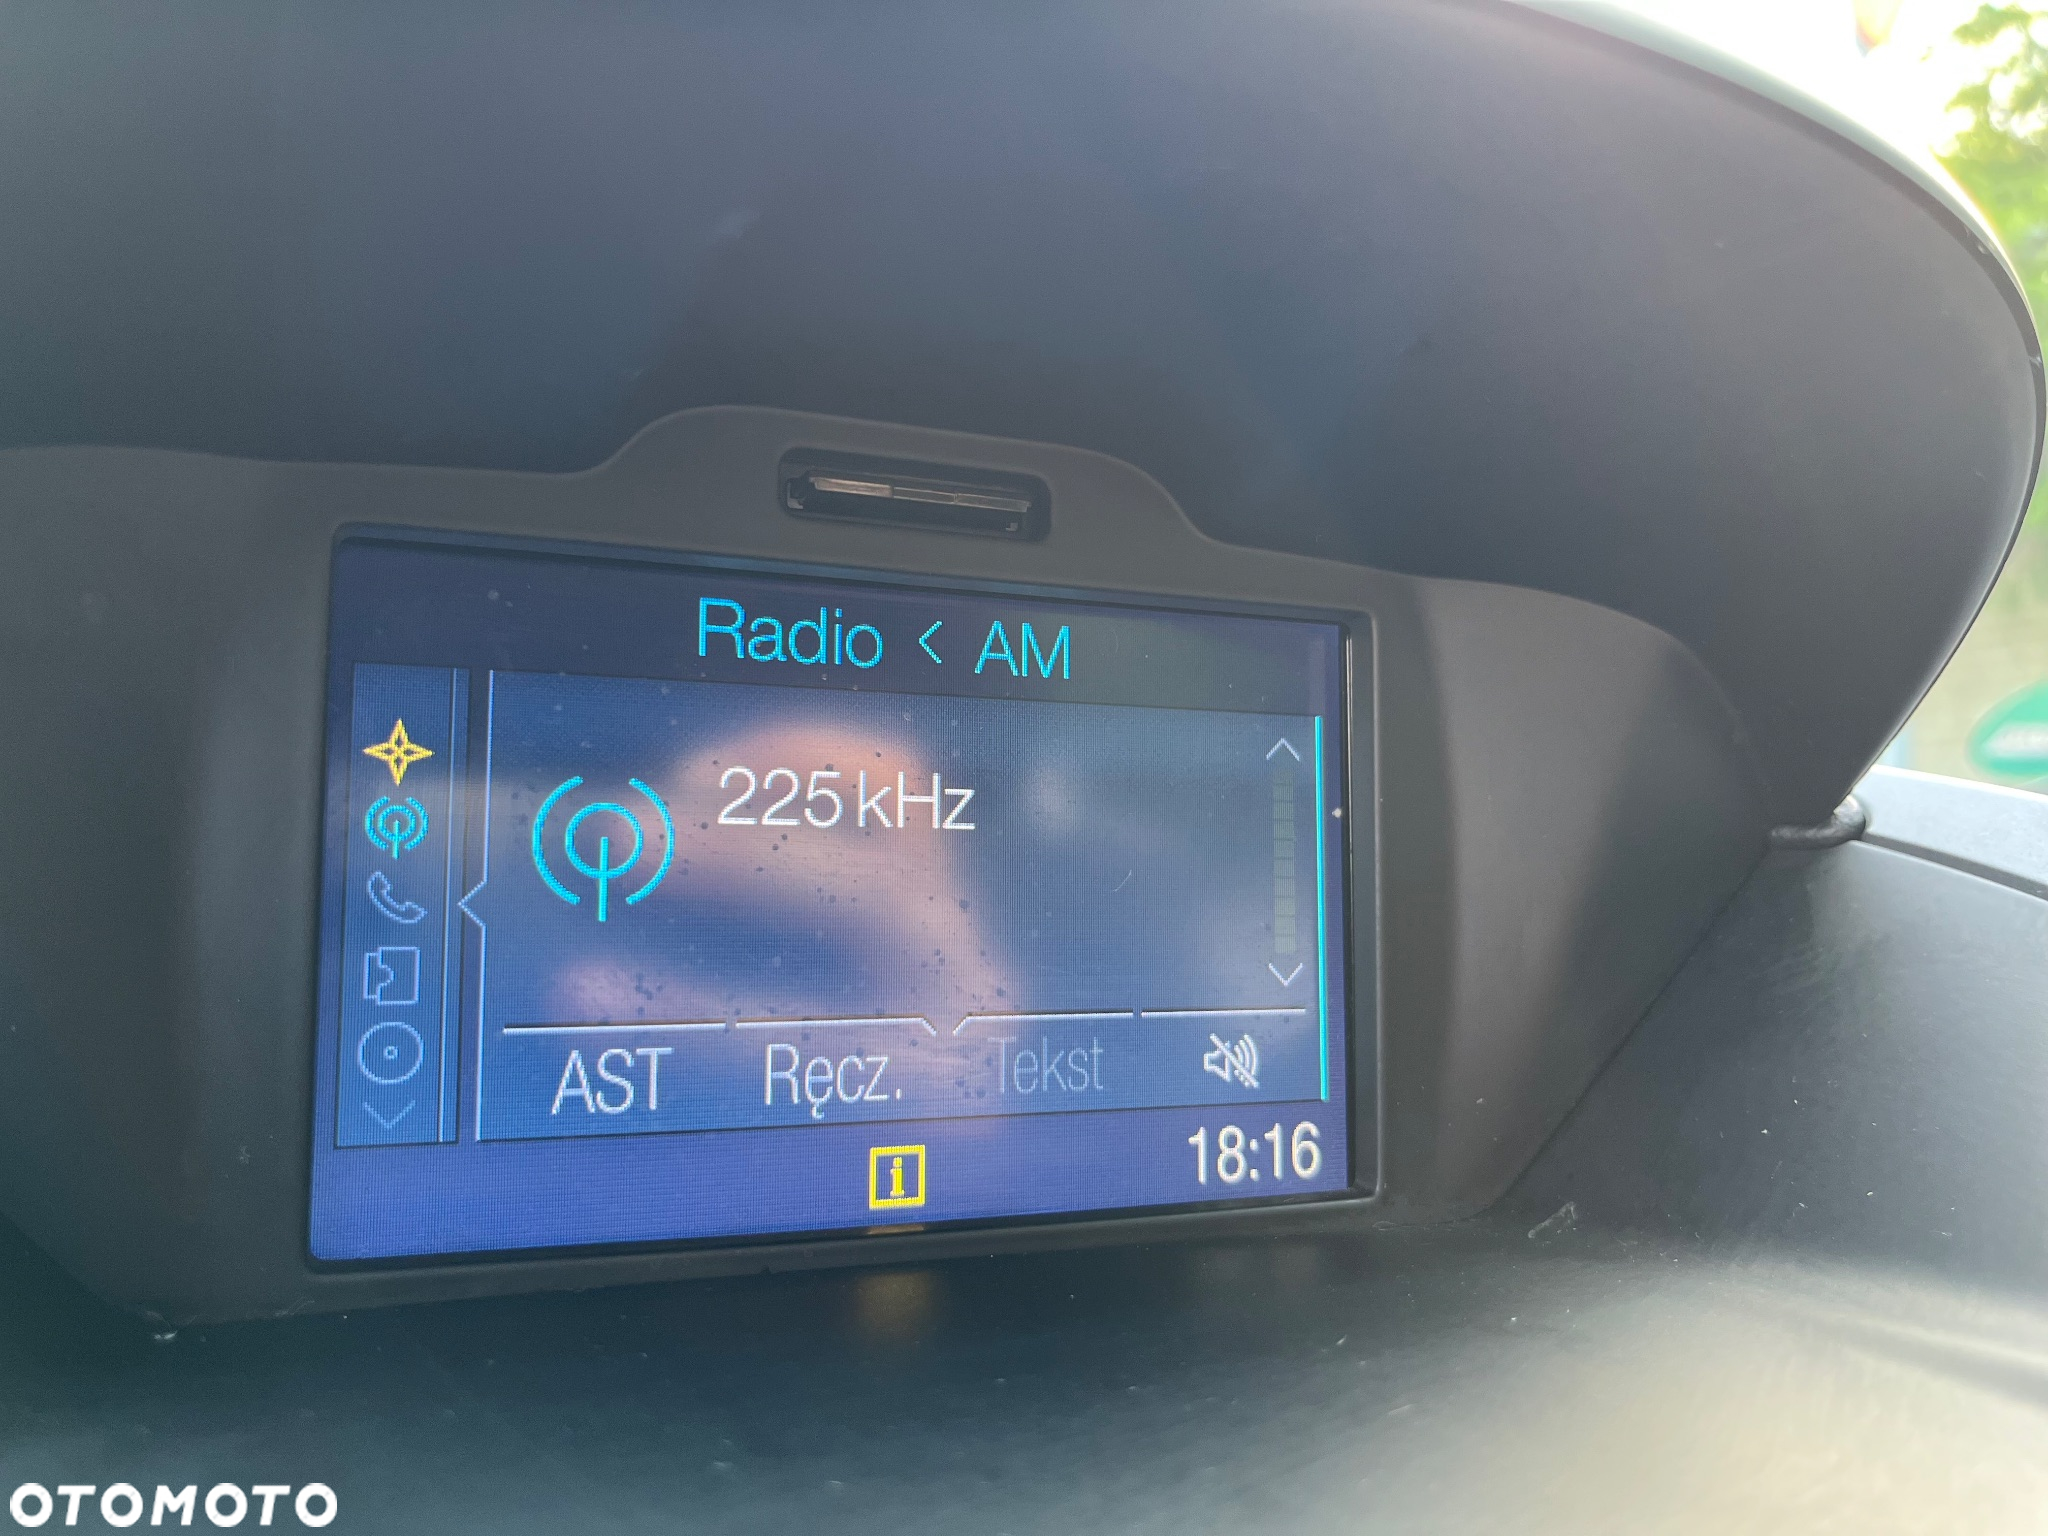 Radio < AM
225 kHz
AST Ręcz. Tekst
i
18:16
OTOMOTO